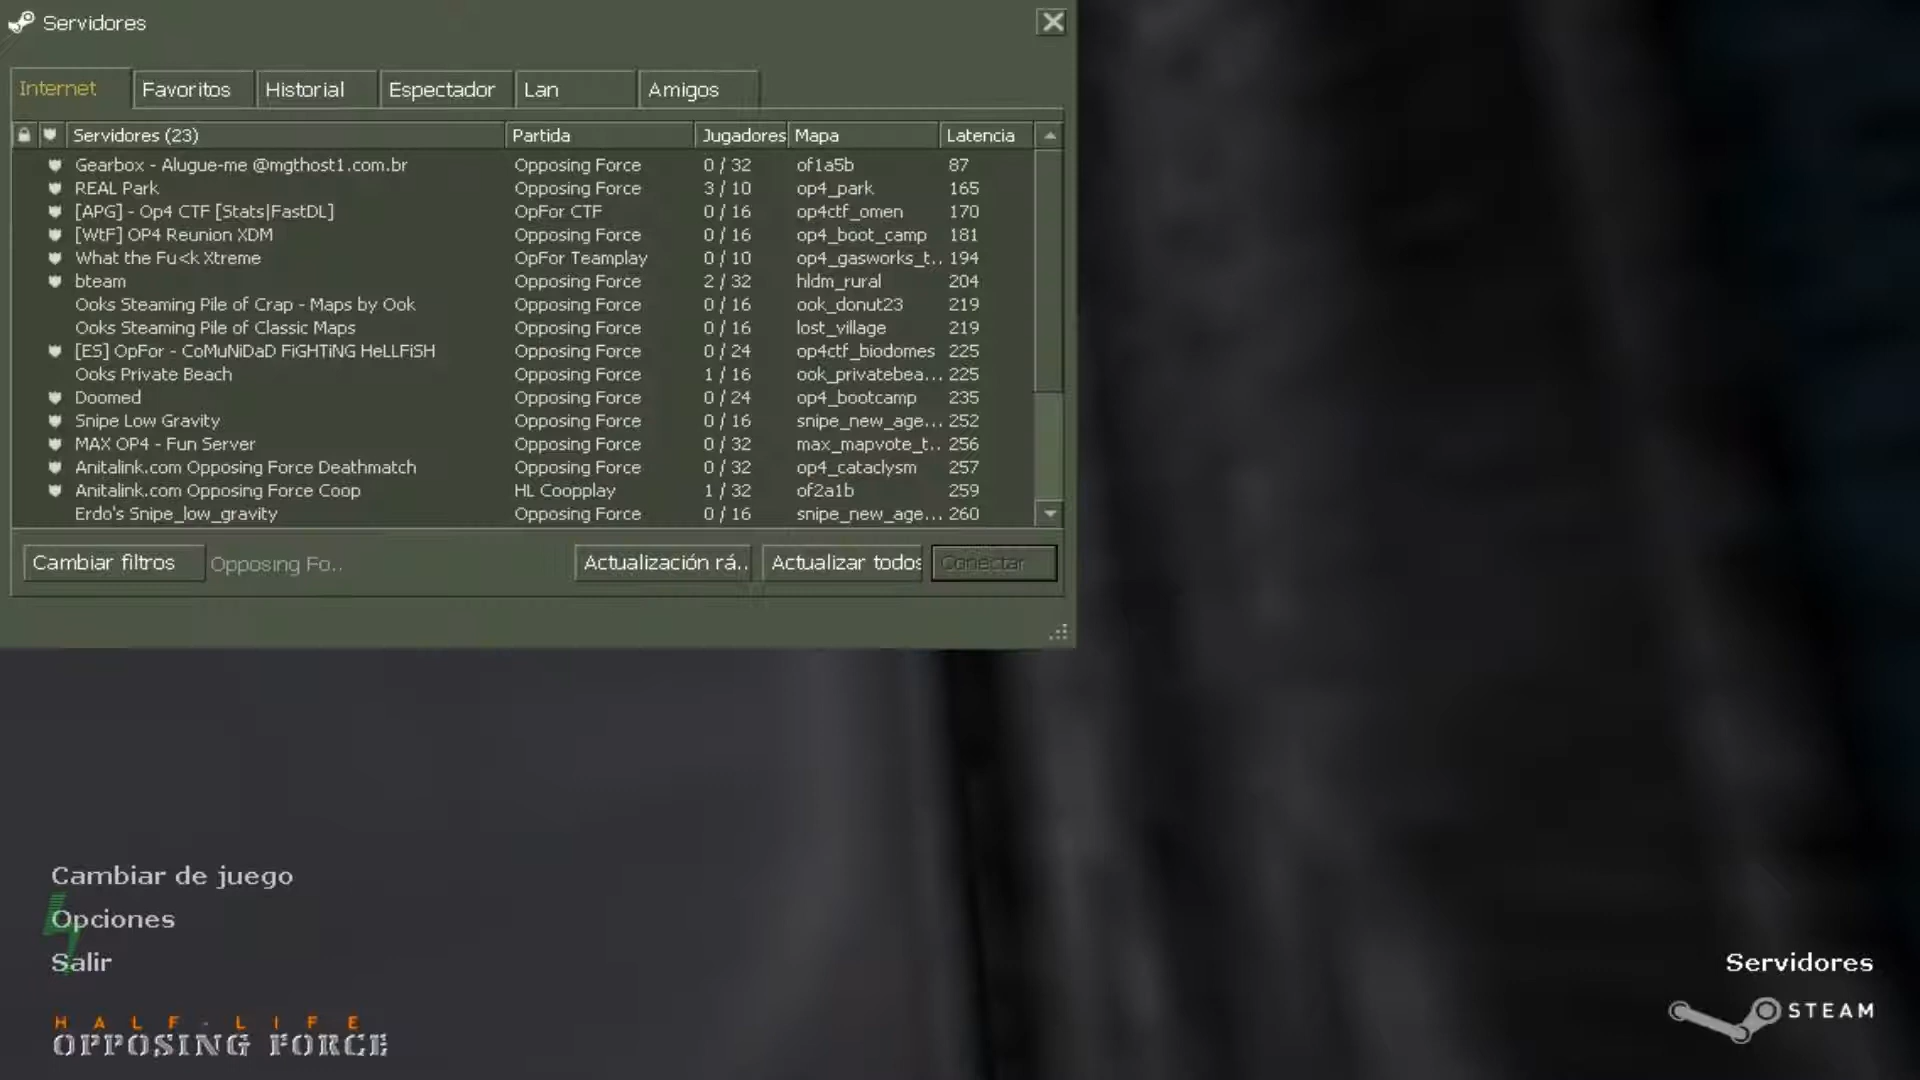 Servidores
Internet Favoritos Historial Espectador Lan Amigos
Servidores (23) Partida Jugadores Mapa Latencia
Gearbox - Alugue-me @mgthost1.com.br Opposing Force 0 / 32 of1a5b 87
REAL Park Opposing Force 3 / 10 op4_park 165
[APG] - Op4 CTF [Stats|FastDL] OpFor CTF 0 / 16 op4ctf_omen 170
[WtF] OP4 Reunion XDM Opposing Force 0 / 16 op4_boot_camp 181
What the Fu<k Xtreme OpFor Teamplay 0 / 10 op4_gasworks_t.. 194
bteam Opposing Force 2 / 32 hldm_rural 204
Ooks Steaming Pile of Crap - Maps by Ook Opposing Force 0 / 16 ook_donut23 219
Ooks Steaming Pile of Classic Maps Opposing Force 0 / 16 lost_village 219
[ES] OpFor - CoMuNiDaD FiGHTiNG HeLLFiSH Opposing Force 0 / 24 op4ctf_biodomes 225
Ooks Private Beach Opposing Force 1 / 16 ook_privatebea... 225
Doomed Opposing Force 0 / 24 op4_bootcamp 235
Snipe Low Gravity Opposing Force 0 / 16 snipe_new_age... 252
MAX OP4 - Fun Server Opposing Force 0 / 32 max_mapvote_t.. 256
Anitalink.com Opposing Force Deathmatch Opposing Force 0 / 32 op4_cataclysm 257
Anitalink.com Opposing Force Coop HL Coopplay 1 / 32 of2a1b 259
Erdo's Snipe_low_gravity Opposing Force 0 / 16 snipe_new_age... 260
Cambiar filtros Opposing Fo.. Actualización rá.. Actualizar todos Conectar
Cambiar de juego
Opciones
Salir
Servidores
STEAM
HALF-LIFE
OPPOSING FORCE